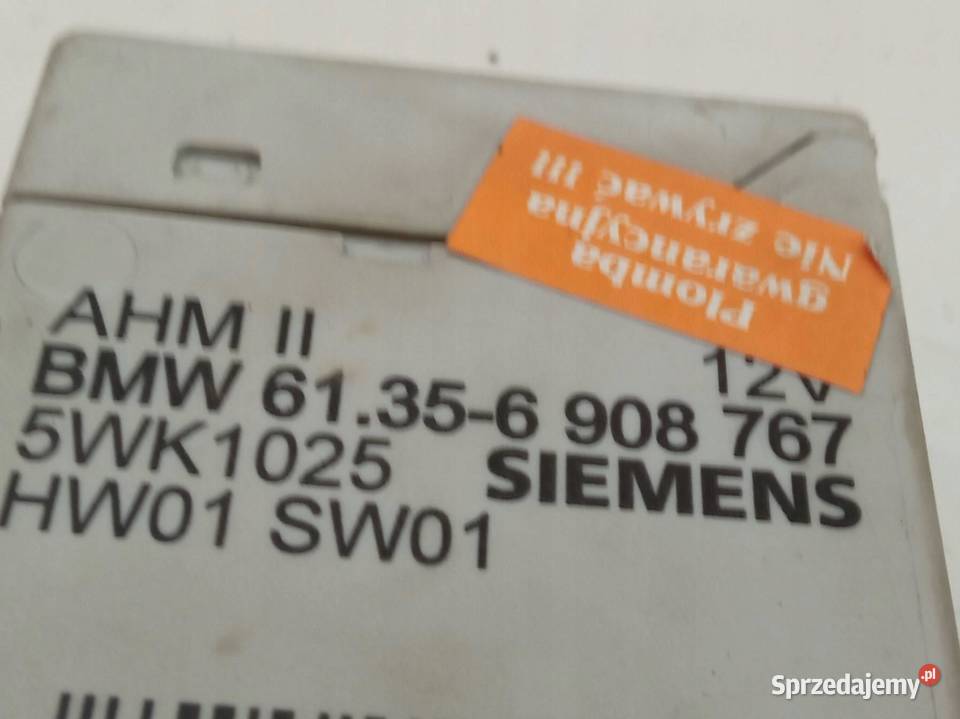 Plomba
gwarancyjna
Nie zrywać !!!
AHM II
12V
BMW 61.35-6 908 767
5WK1025 SIEMENS
HW01 SW01
Sprzedajemy.pl